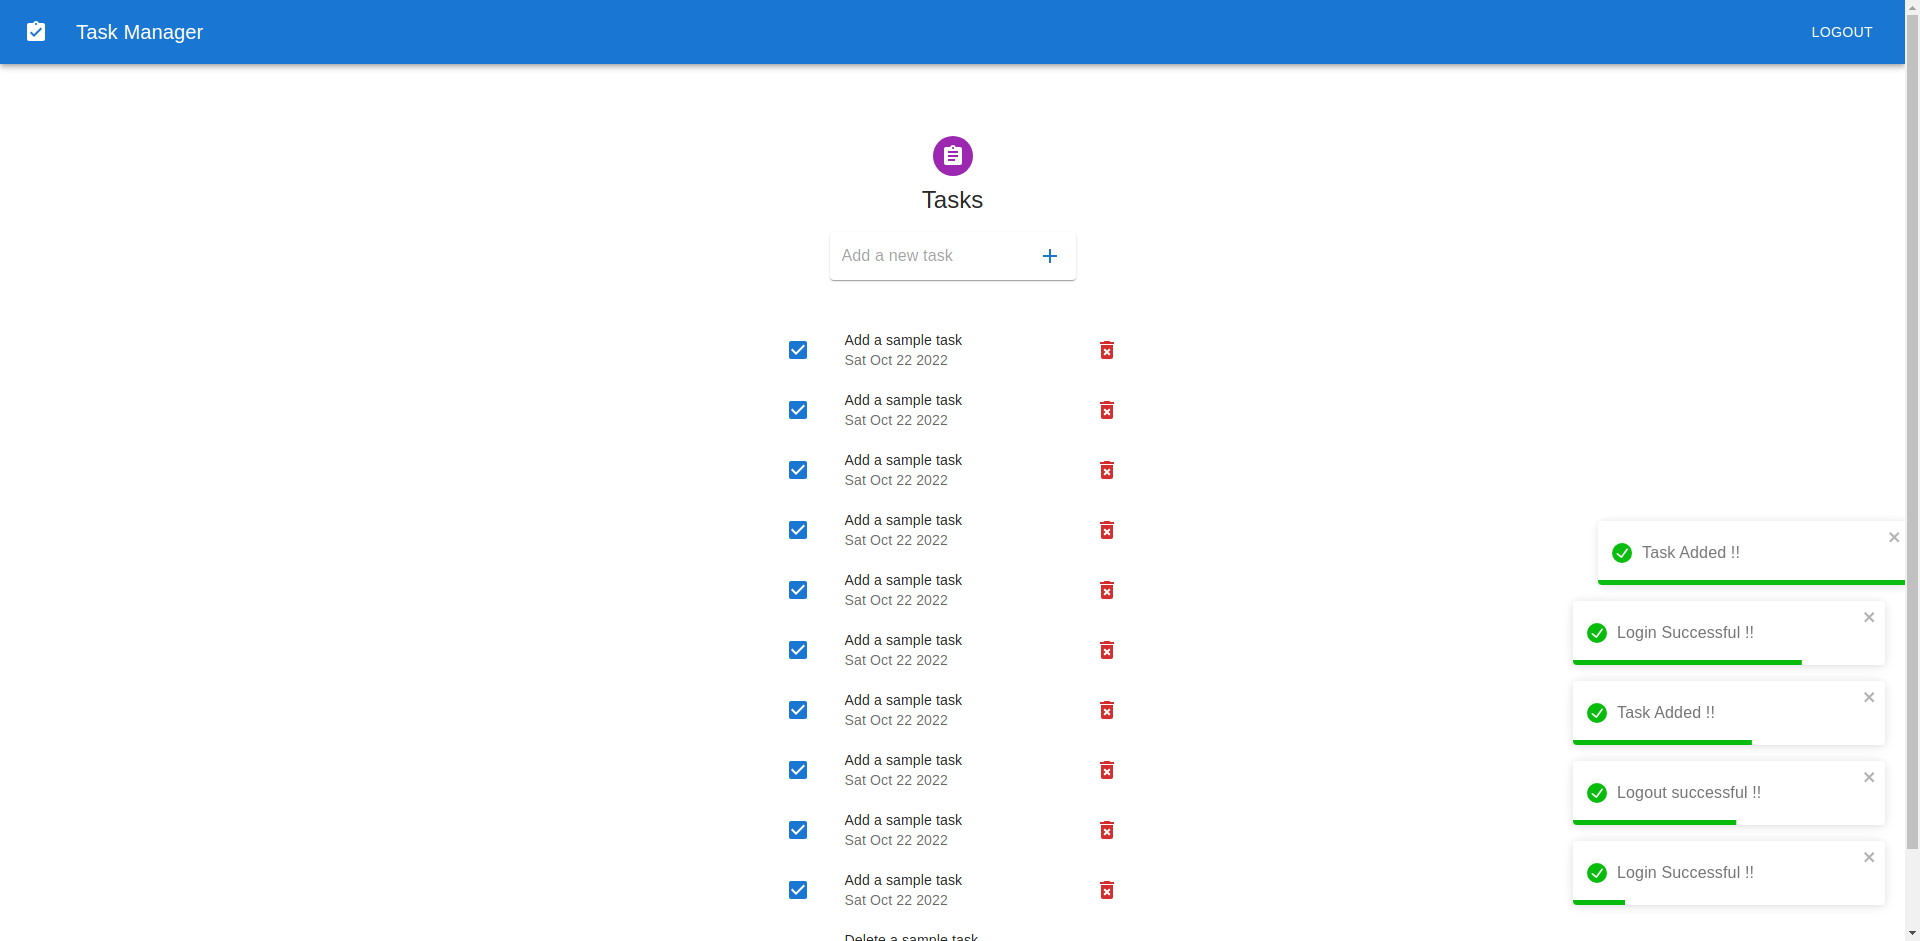 Task Manager
LOGOUT
Tasks
Add a new task
Add a sample task
Sat Oct 22 2022
Add a sample task
Sat Oct 22 2022
Add a sample task
Sat Oct 22 2022
Add a sample task
Sat Oct 22 2022
Add a sample task
Sat Oct 22 2022
Add a sample task
Sat Oct 22 2022
Add a sample task
Sat Oct 22 2022
Add a sample task
Sat Oct 22 2022
Add a sample task
Sat Oct 22 2022
Add a sample task
Sat Oct 22 2022
Delete a sample task
Task Added !!
Login Successful !!
Task Added !!
Logout successful !!
Login Successful !!